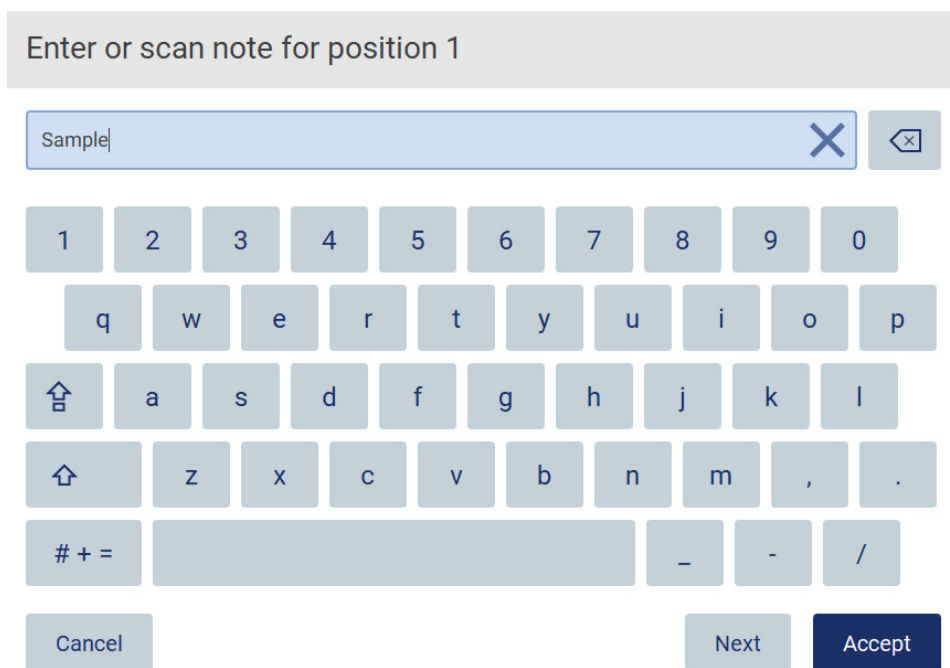 Enter or scan note for position 1
Sample
1 2 3 4 5 6 7 8 9 0
q w e r t y u i o p
a s d f g h j k l
z x c v b n m , .
# + = _ - /
Cancel Next Accept